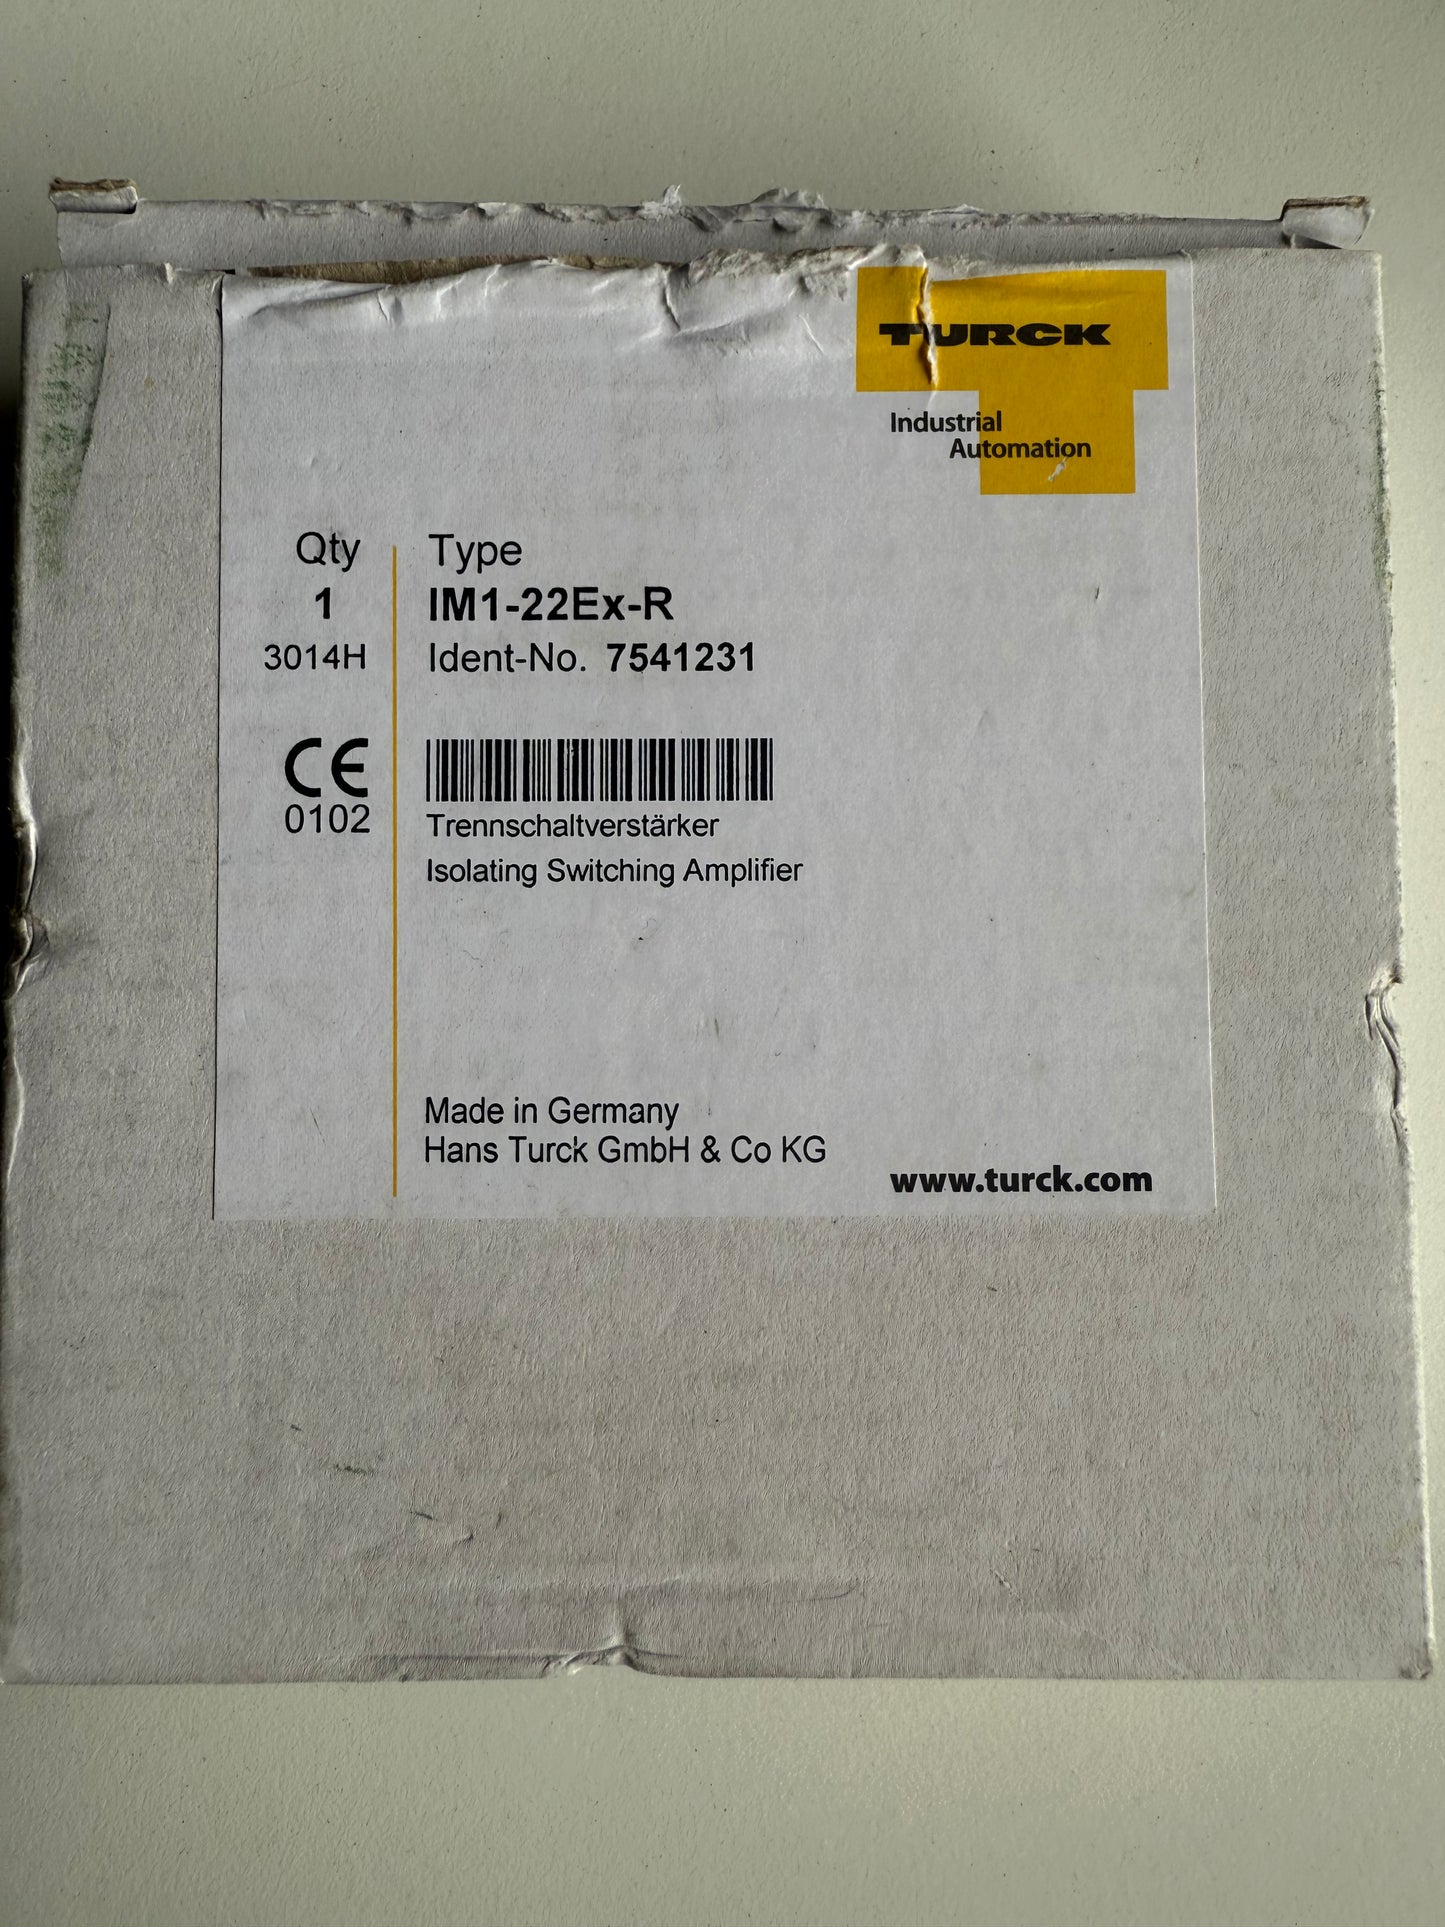 TURCK
Industrial
Automation
Qty
Type
1
IM1-22Ex-R
3014H
Ident-No. 7541231
CE
0102
Trennschaltverstärker
Isolating Switching Amplifier
Made in Germany
Hans Turck GmbH & Co KG
www.turck.com